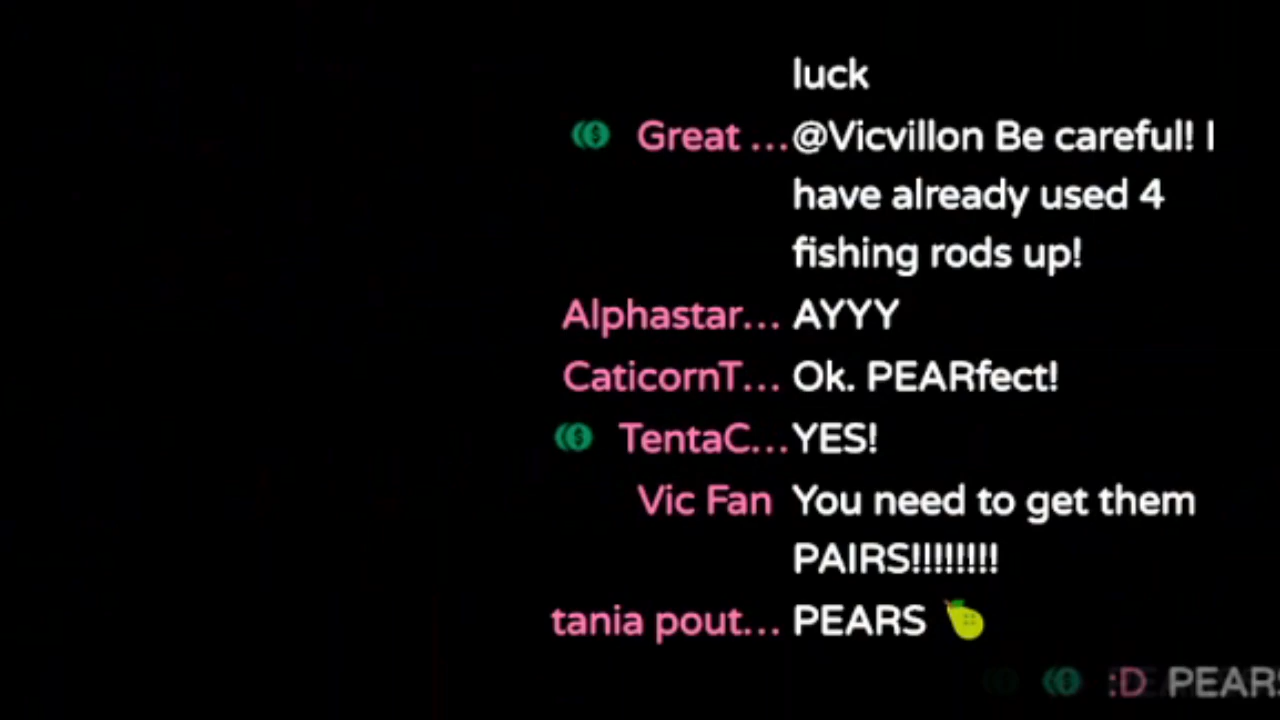 luck
Great ...@Vicvillon Be careful! I
have already used 4
fishing rods up!
Alphastar... AYYY
CaticornT... Ok. PEARfect!
TentaC...YES!
Vic Fan You need to get them
PAIRS!!!!!!!!
tania pout... PEARS 🍐
:D PEARS